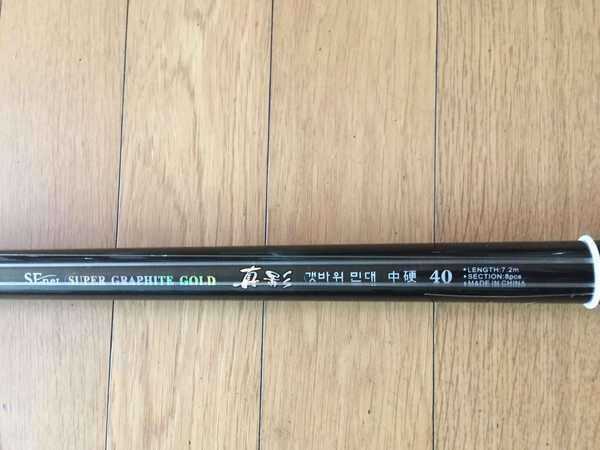 SUPER GRAPHITE GOLD 真影 갯바위 민대 中硬 40
•LENGTH:7.2m
•SECTION:8pcs
•MADE IN CHINA